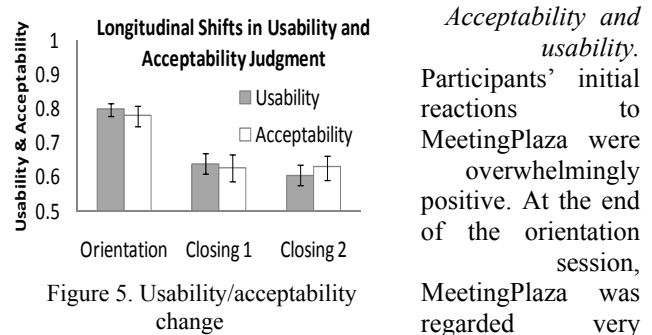 Longitudinal Shifts in Usability and
Acceptability Judgment
Usability & Acceptability
1
0.9
0.8
0.7
0.6
0.5
Usability
Acceptability
Orientation Closing 1 Closing 2
Figure 5. Usability/acceptability
change
Acceptability and
usability.
Participants' initial
reactions to
MeetingPlaza were
overwhelmingly
positive. At the end
of the orientation
session,
MeetingPlaza was
regarded very